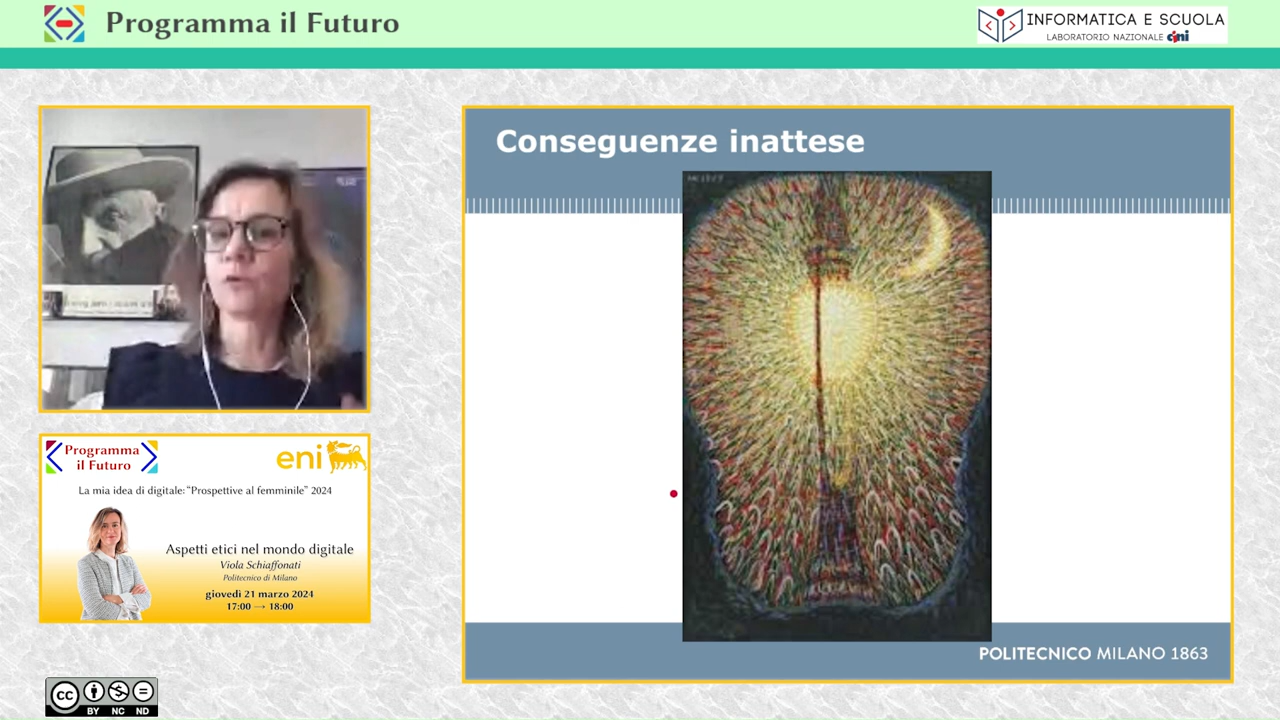 Programma il Futuro
INFORMATICA E SCUOLA
LABORATORIO NAZIONALE cini
Conseguenze inattese
Programma
il Futuro
eni
La mia idea di digitale: "Prospettive al femminile" 2024
Aspetti etici nel mondo digitale
Viola Schiaffonati
Politecnico di Milano
giovedì 21 marzo 2024
17:00 → 18:00
POLITECNICO MILANO 1863
cc
BY NC ND